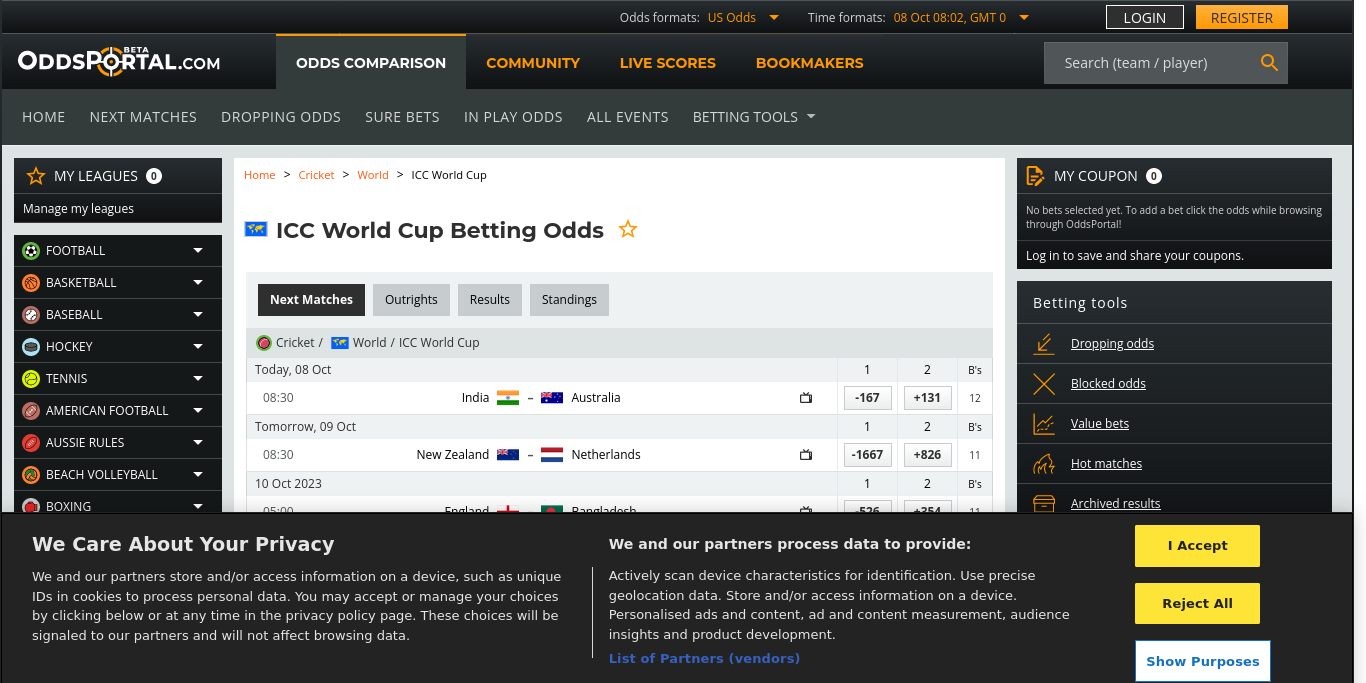 Odds formats: US Odds Time formats: 08 Oct 08:02, GMT 0 LOGIN REGISTER
ODDSPORTAL.COM BETA
ODDS COMPARISON COMMUNITY LIVE SCORES BOOKMAKERS Search (team / player)
HOME NEXT MATCHES DROPPING ODDS SURE BETS IN PLAY ODDS ALL EVENTS BETTING TOOLS
MY LEAGUES 0
Manage my leagues
FOOTBALL
BASKETBALL
BASEBALL
HOCKEY
TENNIS
AMERICAN FOOTBALL
AUSSIE RULES
BEACH VOLLEYBALL
BOXING
Home > Cricket > World > ICC World Cup
ICC World Cup Betting Odds
Next Matches Outrights Results Standings
Cricket / World / ICC World Cup
Today, 08 Oct 1 2 B's
08:30 India – Australia -167 +131 12
Tomorrow, 09 Oct 1 2 B's
08:30 New Zealand – Netherlands -1667 +826 11
10 Oct 2023 1 2 B's
05:00 England – Bangladesh -526 +354 11
MY COUPON 0
No bets selected yet. To add a bet click the odds while browsing
through OddsPortal!
Log in to save and share your coupons.
Betting tools
Dropping odds
Blocked odds
Value bets
Hot matches
Archived results
We Care About Your Privacy
We and our partners store and/or access information on a device, such as unique
IDs in cookies to process personal data. You may accept or manage your choices
by clicking below or at any time in the privacy policy page. These choices will be
signaled to our partners and will not affect browsing data.
We and our partners process data to provide:
Actively scan device characteristics for identification. Use precise
geolocation data. Store and/or access information on a device.
Personalised ads and content, ad and content measurement, audience
insights and product development.
List of Partners (vendors)
I Accept
Reject All
Show Purposes